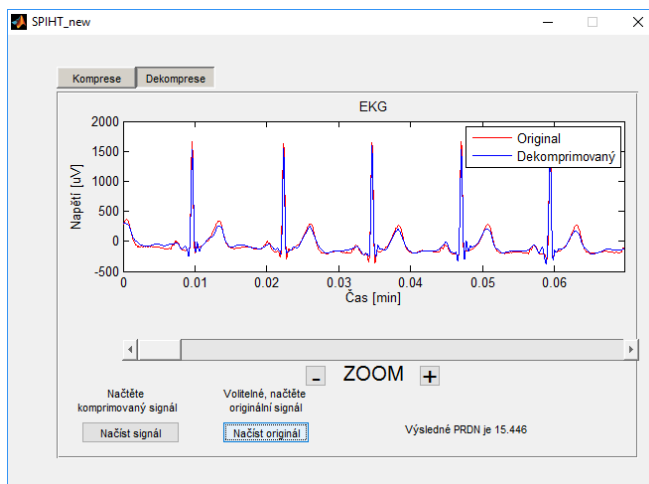 SPIHT_new
Komprese
Dekomprese
EKG
Original
Dekomprimovaný
Napětí [uV]
2000
1500
1000
500
0
-500
0
0.01
0.02
0.03
0.04
0.05
0.06
Čas [min]
- ZOOM +
Načtěte
komprimovaný signál
Volitelné, načtěte
originální signál
Načíst signál
Načíst originál
Výsledné PRDN je 15.446